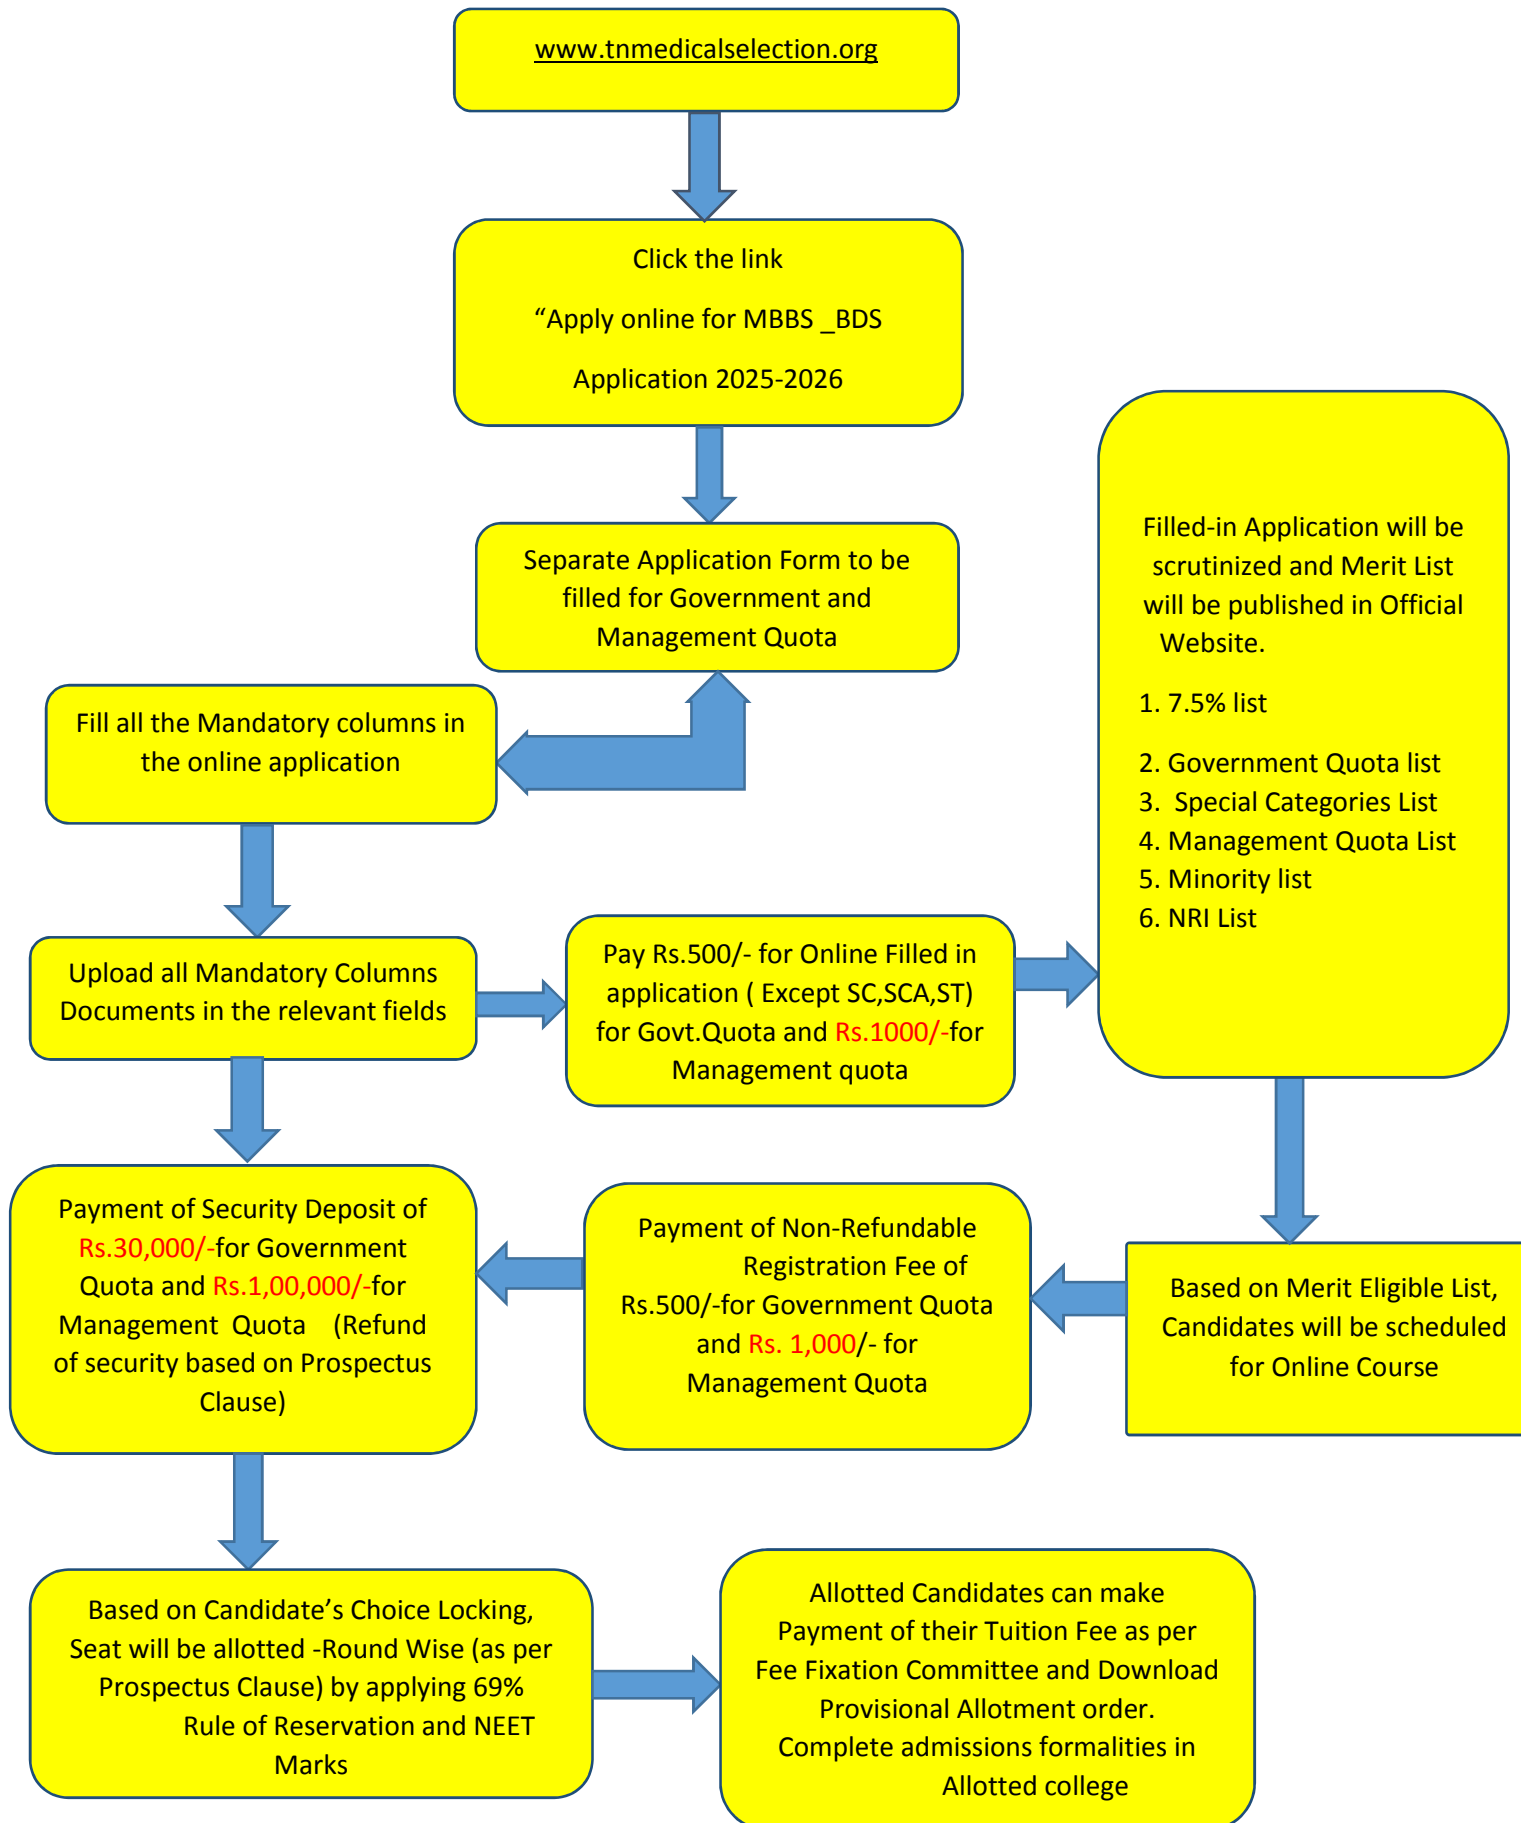 www.tnmedicalselection.org
Click the link
“Apply online for MBBS _BDS
Application 2025-2026
Separate Application Form to be
filled for Government and
Management Quota
Fill all the Mandatory columns in
the online application
Upload all Mandatory Columns
Documents in the relevant fields
Pay Rs.500/- for Online Filled in
application ( Except SC,SCA,ST)
for Govt.Quota and Rs.1000/-for
Management quota
Filled-in Application will be
scrutinized and Merit List
will be published in Official
Website.
1. 7.5% list
2. Government Quota list
3. Special Categories List
4. Management Quota List
5. Minority list
6. NRI List
Based on Merit Eligible List,
Candidates will be scheduled
for Online Course
Payment of Non-Refundable
Registration Fee of
Rs.500/-for Government Quota
and Rs. 1,000/- for
Management Quota
Payment of Security Deposit of
Rs.30,000/-for Government
Quota and Rs.1,00,000/-for
Management Quota (Refund
of security based on Prospectus
Clause)
Based on Candidate’s Choice Locking,
Seat will be allotted -Round Wise (as per
Prospectus Clause) by applying 69%
Rule of Reservation and NEET
Marks
Allotted Candidates can make
Payment of their Tuition Fee as per
Fee Fixation Committee and Download
Provisional Allotment order.
Complete admissions formalities in
Allotted college